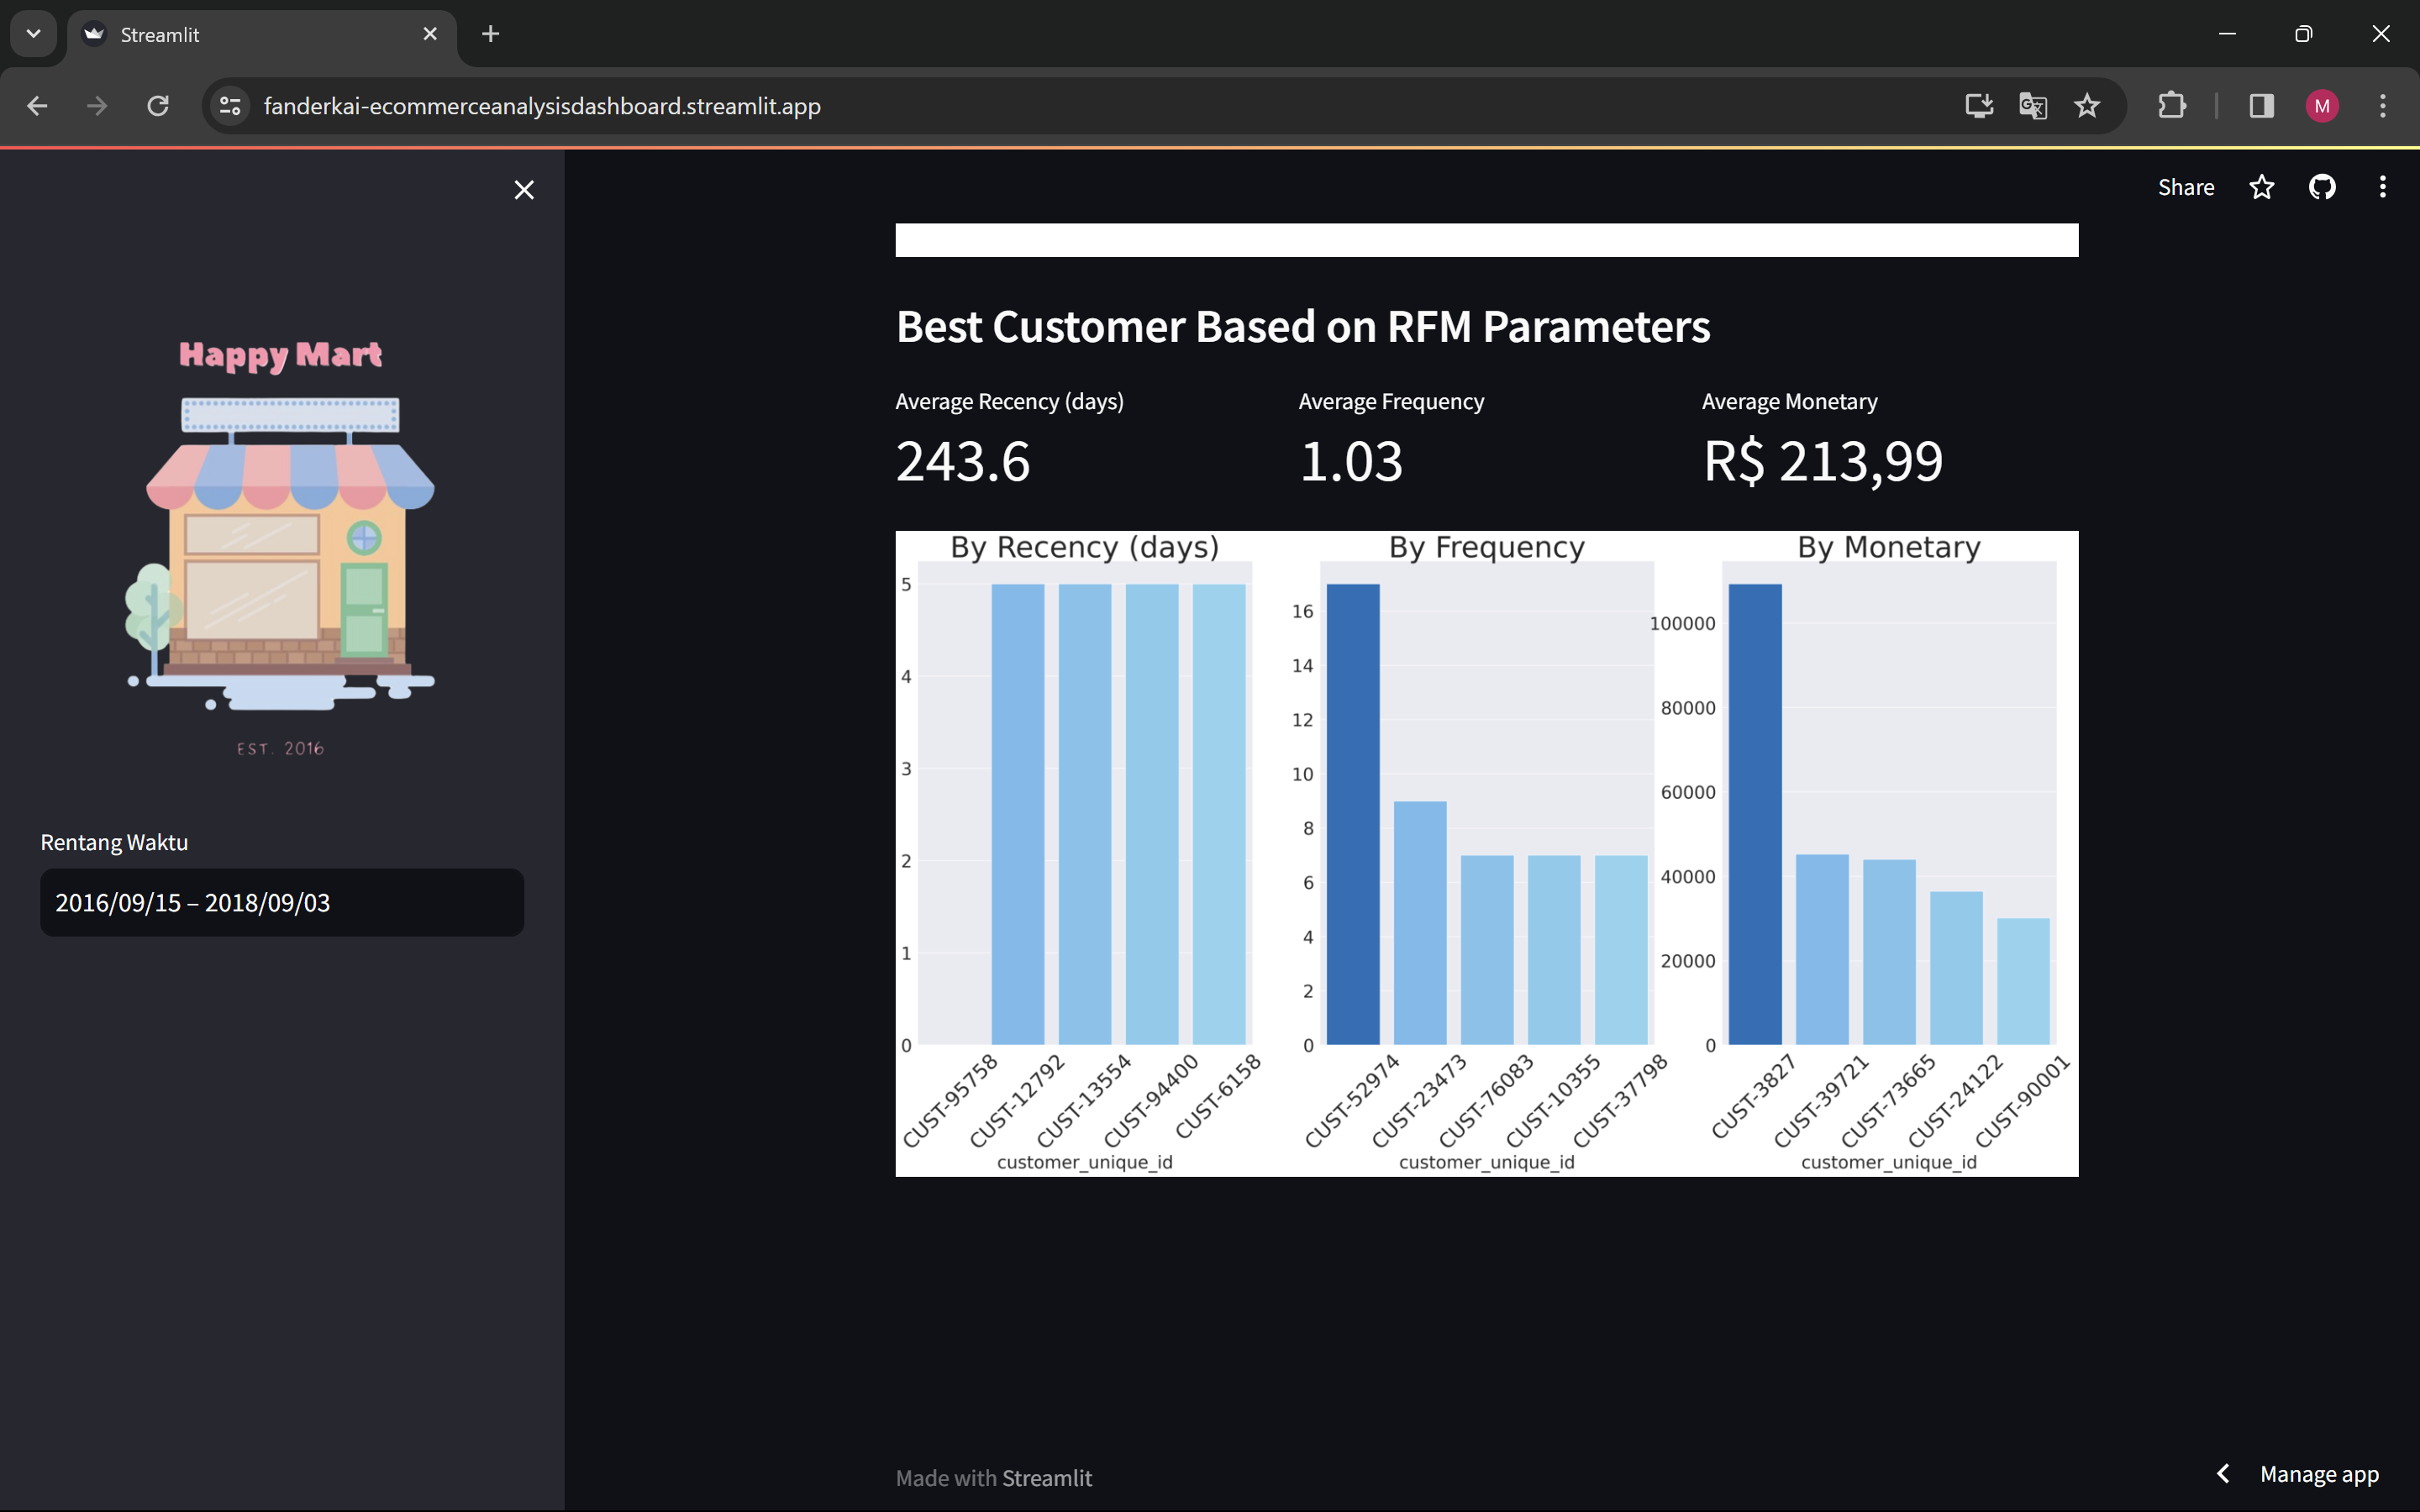 Streamlit
fanderkai-ecommerceanalysisdashboard.streamlit.app
M
Share
Happy Mart
EST. 2016
Rentang Waktu
2016/09/15 – 2018/09/03
Best Customer Based on RFM Parameters
Average Recency (days)
243.6
Average Frequency
1.03
Average Monetary
R$ 213,99
By Recency (days)
5
4
3
2
1
0
CUST-95758
CUST-12792
CUST-13554
CUST-94400
CUST-6158
customer_unique_id
By Frequency
16
14
12
10
8
6
4
2
0
CUST-52974
CUST-23473
CUST-76083
CUST-10355
CUST-37798
customer_unique_id
By Monetary
100000
80000
60000
40000
20000
0
CUST-3827
CUST-39721
CUST-73665
CUST-24122
CUST-90001
customer_unique_id
Made with Streamlit
Manage app